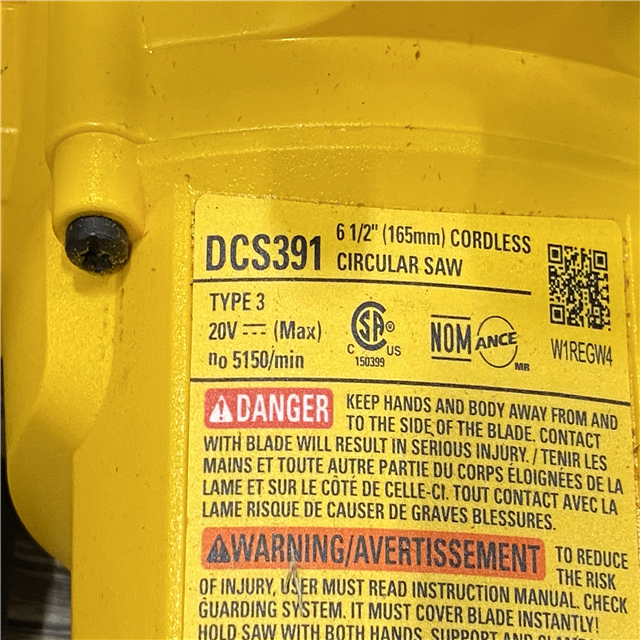 DCS391
6 1/2" (165mm) CORDLESS
CIRCULAR SAW
TYPE 3
20V ⎓ (Max)
no 5150/min
CSA®
C US
150399
NOM
ANCE
MR
W1REGW4
⚠DANGER KEEP HANDS AND BODY AWAY FROM AND
TO THE SIDE OF THE BLADE. CONTACT
WITH BLADE WILL RESULT IN SERIOUS INJURY. / TENIR LES
MAINS ET TOUTE AUTRE PARTIE DU CORPS ÉLOIGNÉES DE LA
LAME ET SUR LE CÔTÉ DE CELLE-CI. TOUT CONTACT AVEC LA
LAME RISQUE DE CAUSER DE GRAVES BLESSURES.
⚠WARNING/AVERTISSEMENT TO REDUCE
THE RISK
OF INJURY, USER MUST READ INSTRUCTION MANUAL. CHECK
GUARDING SYSTEM. IT MUST COVER BLADE INSTANTLY!
HOLD SAW WITH BOTH HANDS. SUPPORT AND CLAMP